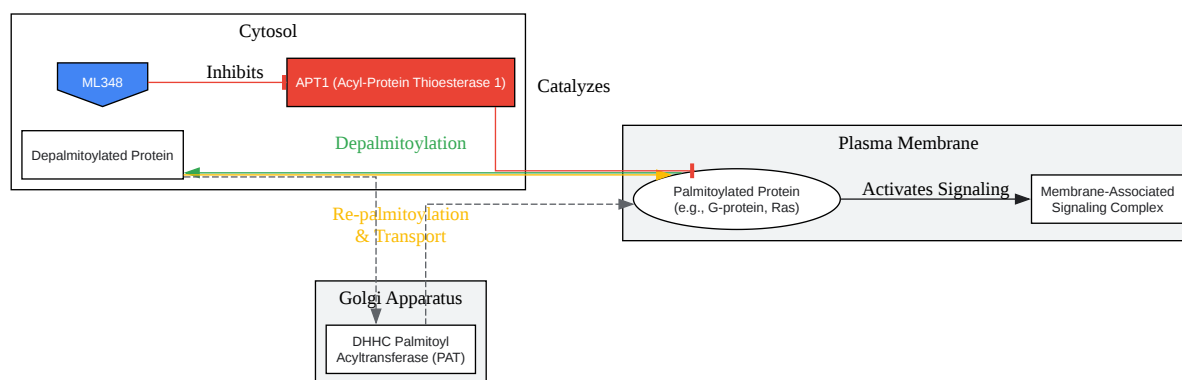 Cytosol
ML348
Inhibits
APT1 (Acyl-Protein Thioesterase 1)
Catalyzes
Depalmitoylated Protein
Depalmitoylation
Plasma Membrane
Palmitoylated Protein
(e.g., G-protein, Ras)
Activates Signaling
Membrane-Associated
Signaling Complex
Re-palmitoylation
& Transport
Golgi Apparatus
DHHC Palmitoyl
Acyltransferase (PAT)